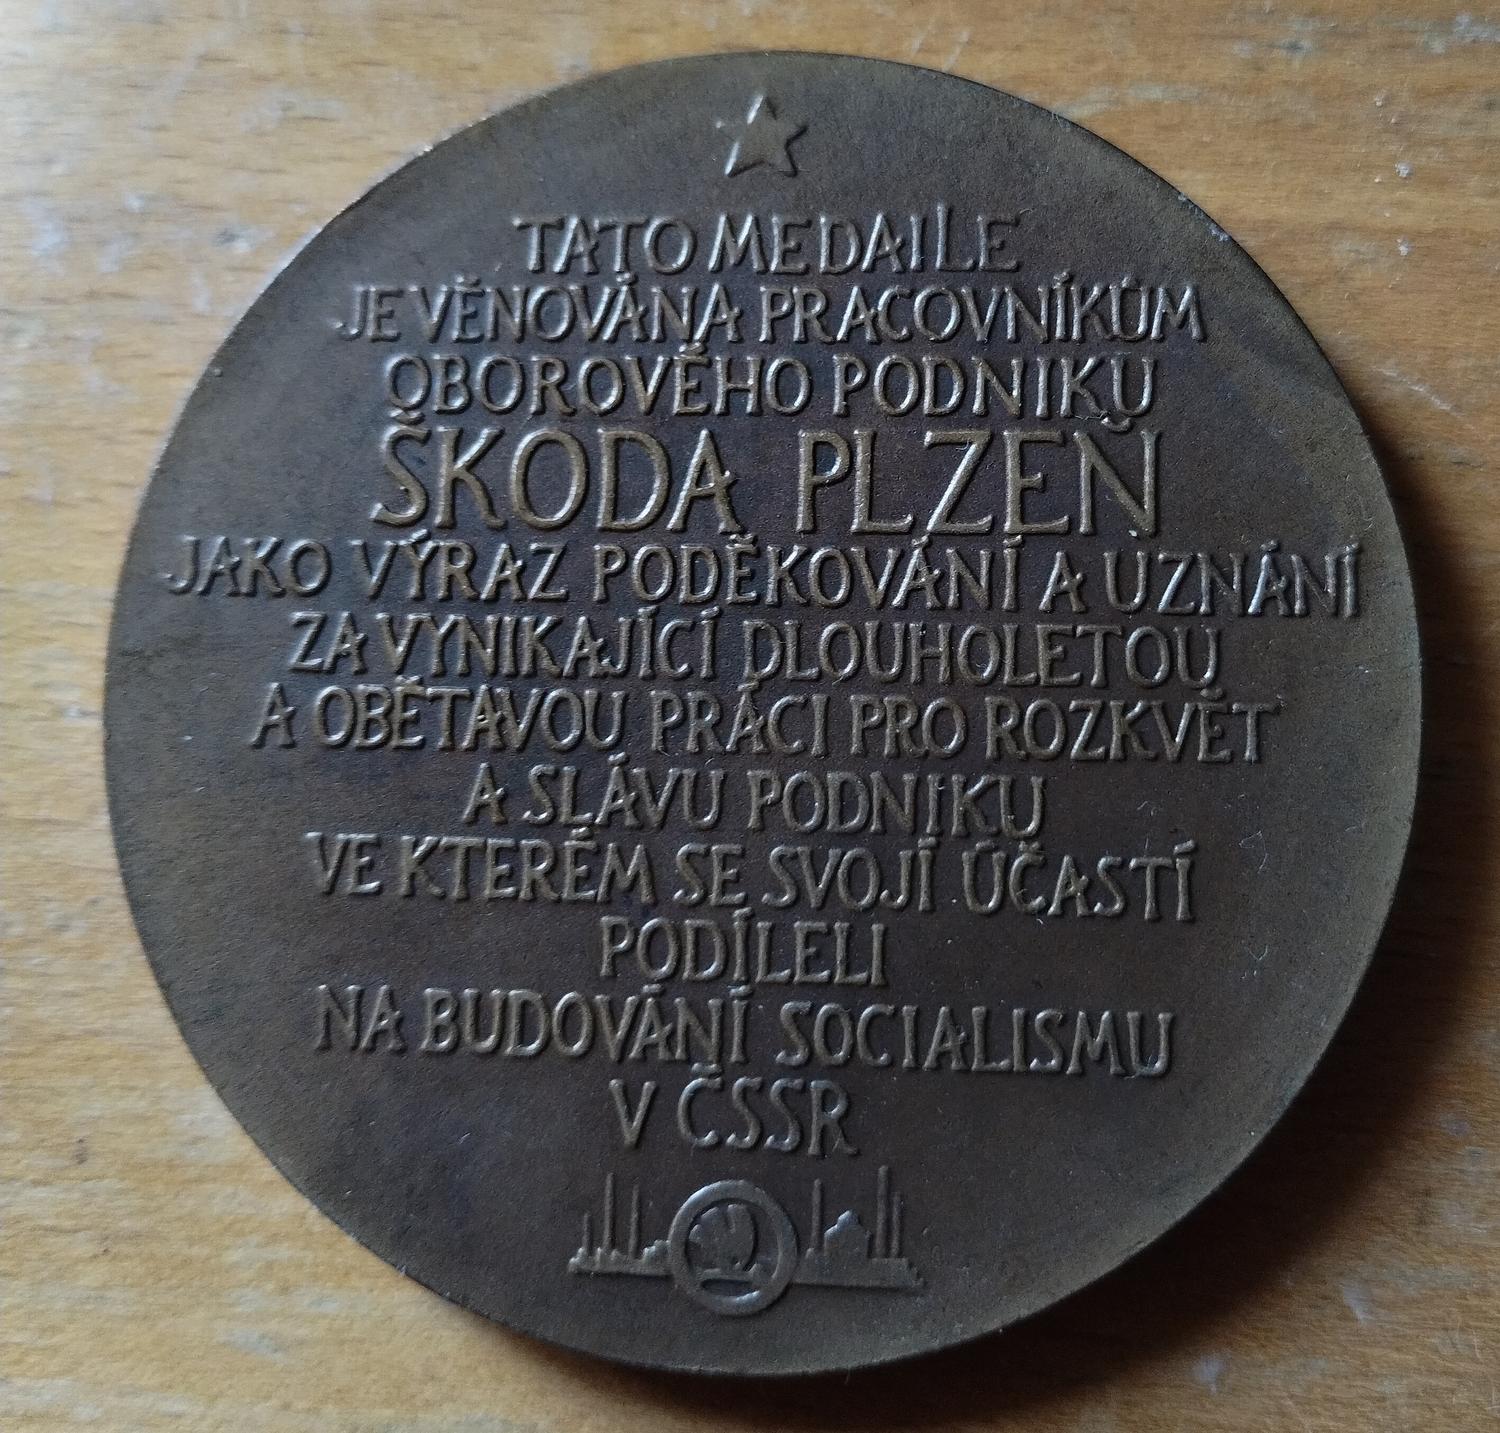 TATO MEDAILE
JE VĚNOVÁNA PRACOVNÍKŮM
OBOROVÉHO PODNIKU
ŠKODA PLZEŇ
JAKO VÝRAZ PODĚKOVÁNÍ A UZNÁNÍ
ZA VYNIKAJÍCÍ DLOUHOLETOU
A OBĚTAVOU PRÁCI PRO ROZKVĚT
A SLÁVU PODNIKU
VE KTERÉM SE SVOJÍ ÚČASTÍ
PODÍLELI
NA BUDOVÁNÍ SOCIALISMU
V ČSSR